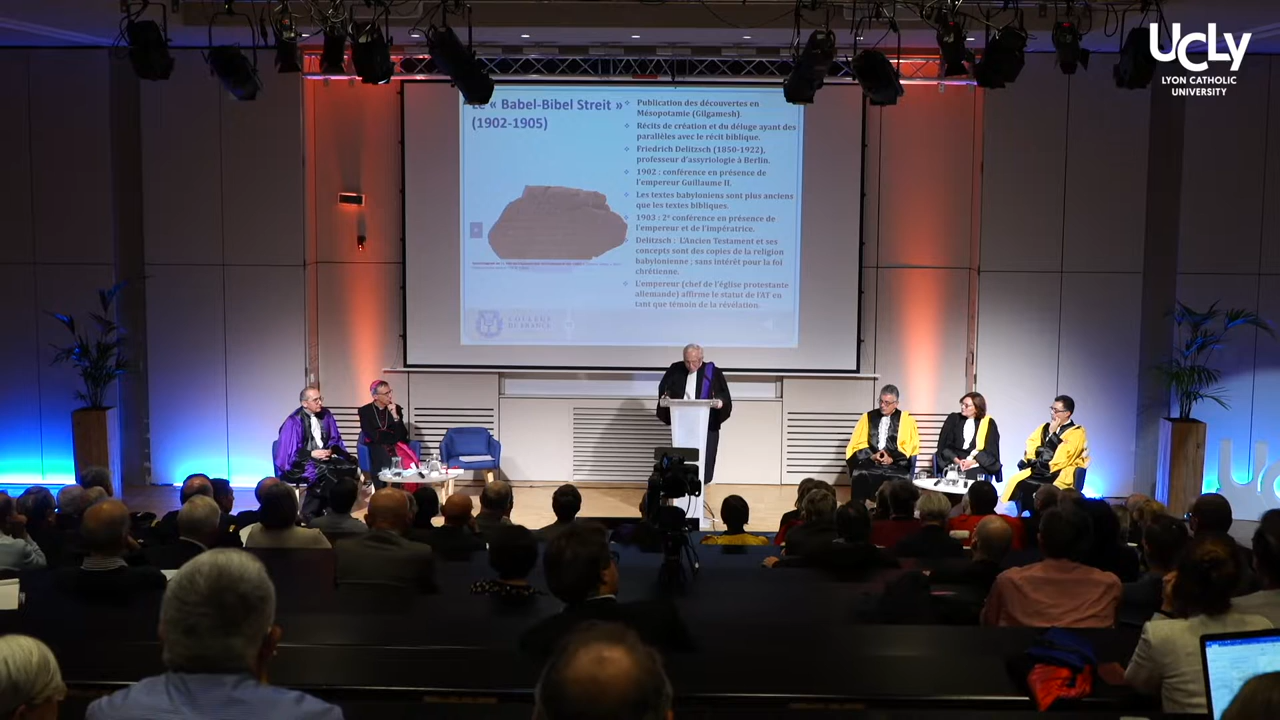 UCLy
LYON CATHOLIC
UNIVERSITY
Le « Babel-Bibel Streit »
(1902-1905)
Publication des découvertes en
Mésopotamie (Gilgamesh).
Récits de création et du déluge ayant des
parallèles avec le récit biblique.
Friedrich Delitzsch (1850-1922),
professeur d'assyriologie à Berlin.
1902 : conférence en présence de
l'empereur Guillaume II.
Les textes babyloniens sont plus anciens
que les textes bibliques.
1903 : 2e conférence en présence de
l'empereur et de l'impératrice.
Delitzsch : L'Ancien Testament et ses
concepts sont des copies de la religion
babylonienne ; sans intérêt pour la foi
chrétienne.
L'empereur (chef de l'église protestante
allemande) affirme le statut de l'AT en
tant que témoin de la révélation.
COLLÈGE
DE FRANCE